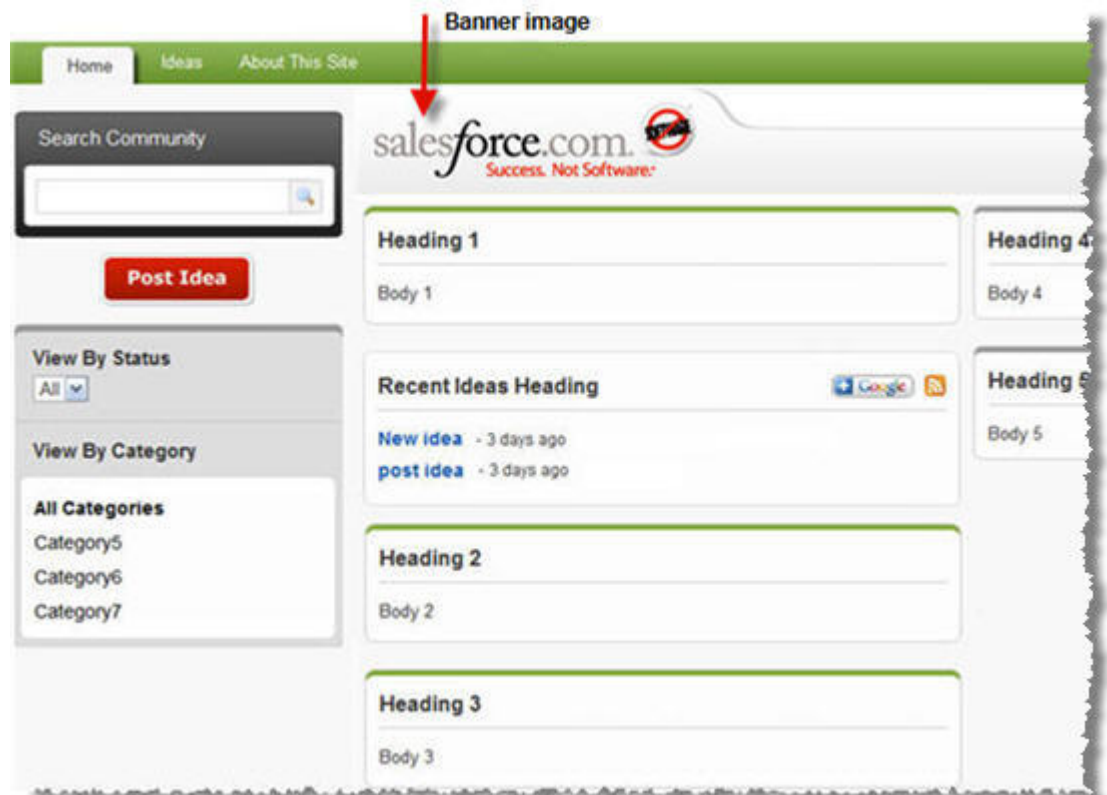 Banner image
Home Ideas About This Site
Search Community
salesforce.com.
Success. Not Software.
Post Idea
View By Status
All
View By Category
All Categories
Category5
Category6
Category7
Heading 1
Body 1
Recent Ideas Heading
Google
New idea - 3 days ago
post idea - 3 days ago
Heading 2
Body 2
Heading 3
Body 3
Heading 4
Body 4
Heading 5
Body 5